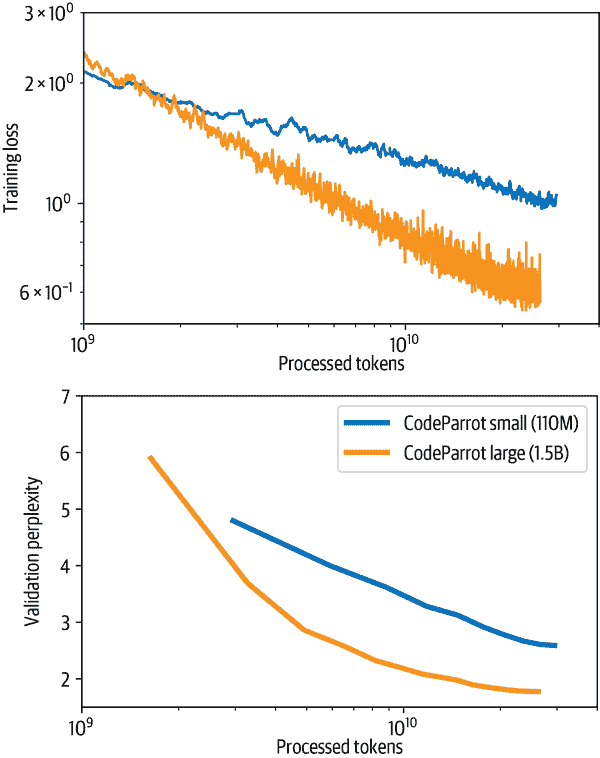 3 × 10⁰
2 × 10⁰
10⁰
6 × 10⁻¹
Training loss
10⁹
10¹⁰
Processed tokens
7
6
5
4
3
2
Validation perplexity
CodeParrot small (110M)
CodeParrot large (1.5B)
10⁹
10¹⁰
Processed tokens